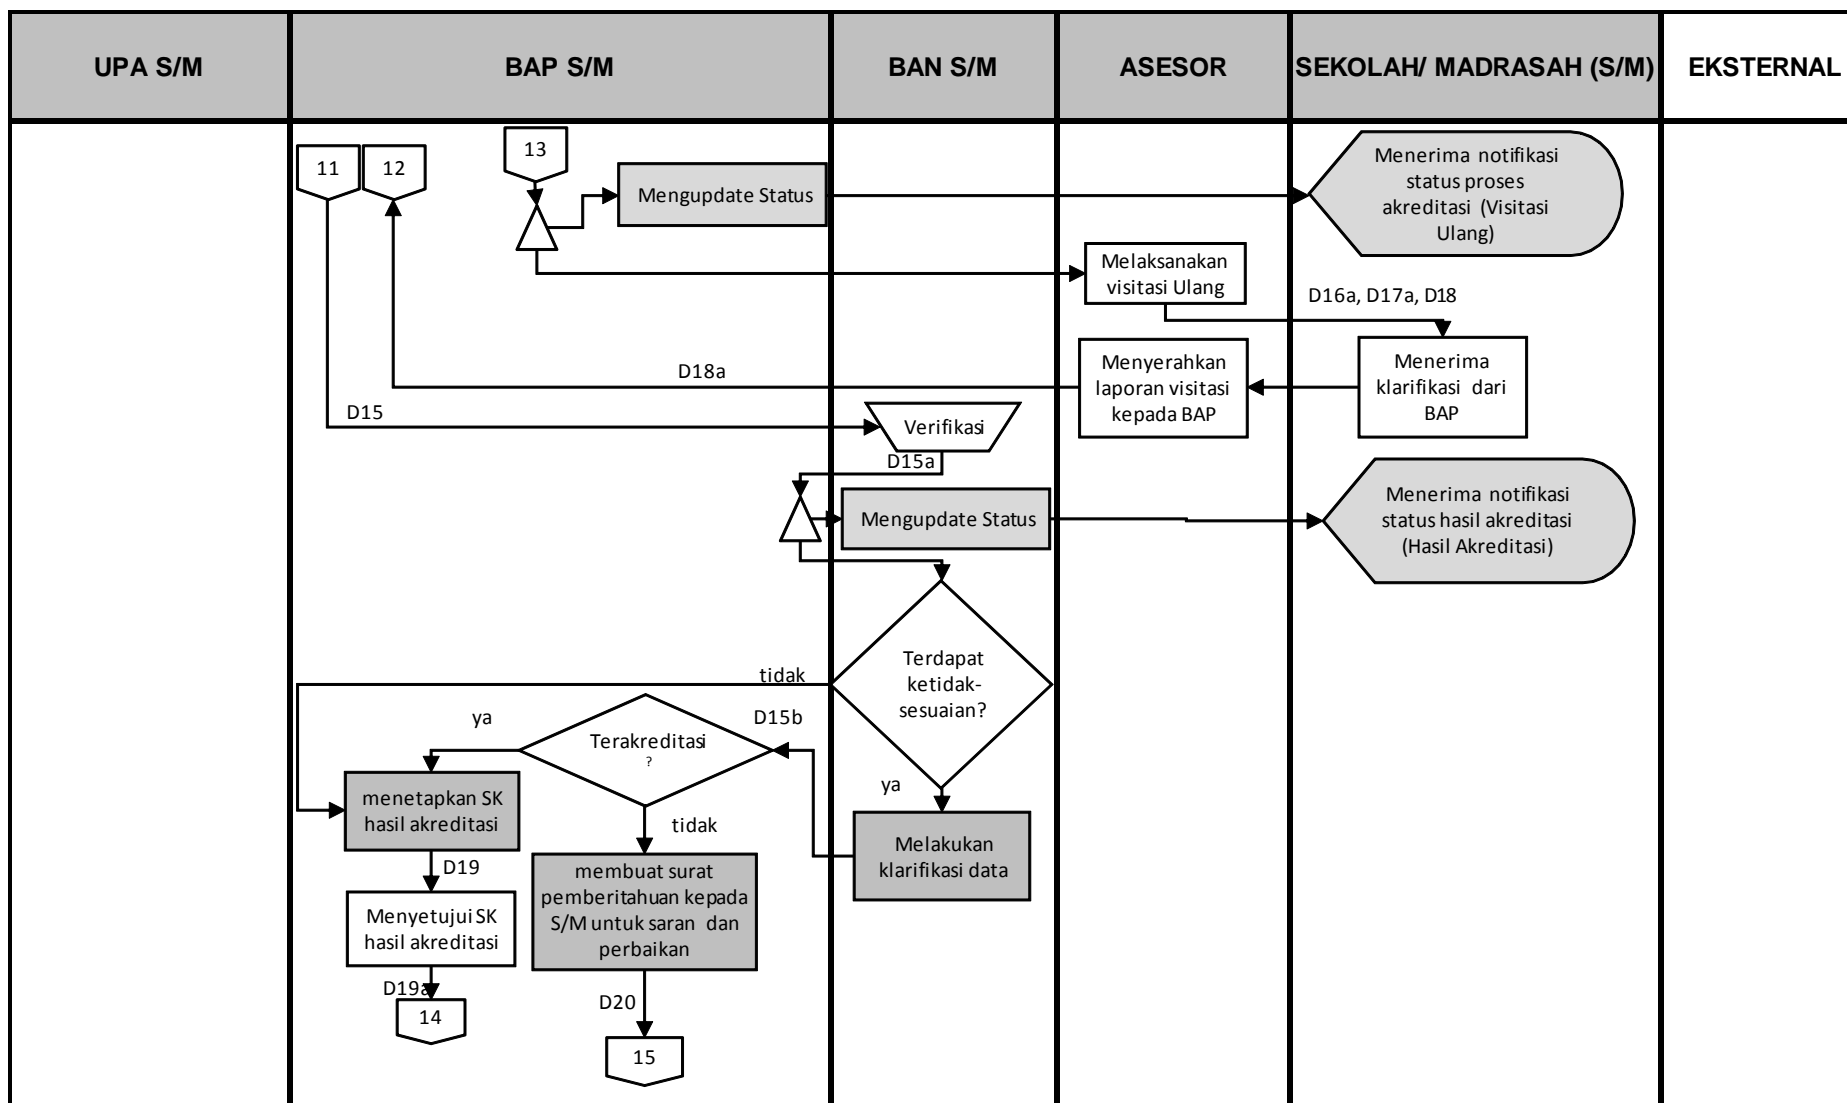 UPA S/M
BAP S/M
BAN S/M
ASESOR
SEKOLAH/ MADRASAH (S/M)
EKSTERNAL
11
12
13
Mengupdate Status
Menerima notifikasi
status proses
akreditasi (Visitasi
Ulang)
Melaksanakan
visitasi Ulang
D16a, D17a, D18
Menerima
klarifikasi dari
BAP
Menyerahkan
laporan visitasi
kepada BAP
D18a
D15
Verifikasi
D15a
Mengupdate Status
Menerima notifikasi
status hasil akreditasi
(Hasil Akreditasi)
Terdapat
ketidak-
sesuaian?
tidak
ya
D15b
Terakreditasi
?
ya
menetapkan SK
hasil akreditasi
tidak
Melakukan
klarifikasi data
D19
membuat surat
pemberitahuan kepada
S/M untuk saran dan
perbaikan
Menyetujui SK
hasil akreditasi
D19a
14
D20
15